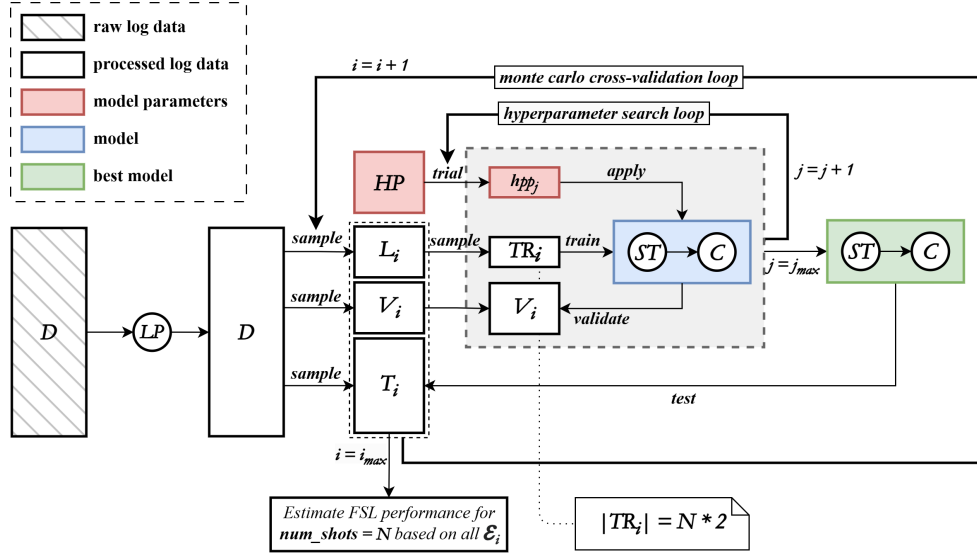 raw log data
processed log data
model parameters
model
best model
i = i + 1
monte carlo cross-validation loop
hyperparameter search loop
j = j + 1
HP
trial
hpp_j
apply
sample
L_i
sample
TR_i
train
ST
C
j = j_max
ST
C
D
LP
D
sample
V_i
V_i
validate
sample
T_i
test
i = i_max
Estimate FSL performance for
num_shots = N based on all ℰ_i
|TR_i| = N * 2